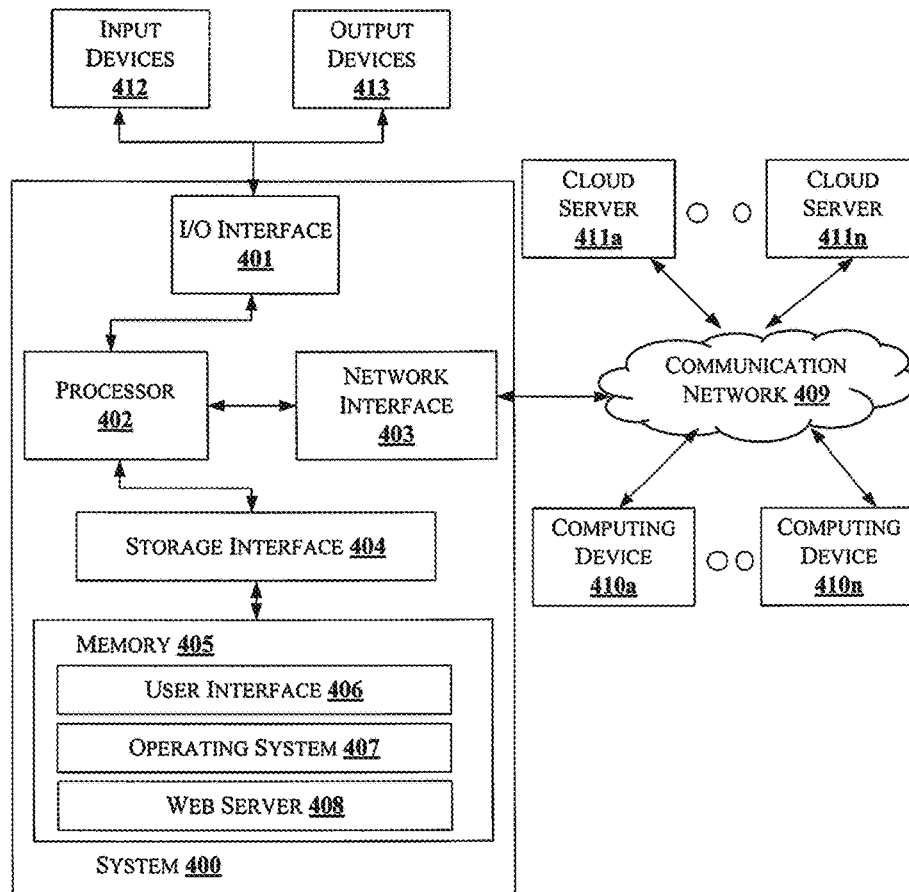 INPUT
DEVICES
412
OUTPUT
DEVICES
413
I/O INTERFACE
401
CLOUD
SERVER
411a
CLOUD
SERVER
411n
PROCESSOR
402
NETWORK
INTERFACE
403
COMMUNICATION
NETWORK 409
STORAGE INTERFACE 404
COMPUTING
DEVICE
410a
COMPUTING
DEVICE
410n
MEMORY 405
USER INTERFACE 406
OPERATING SYSTEM 407
WEB SERVER 408
SYSTEM 400